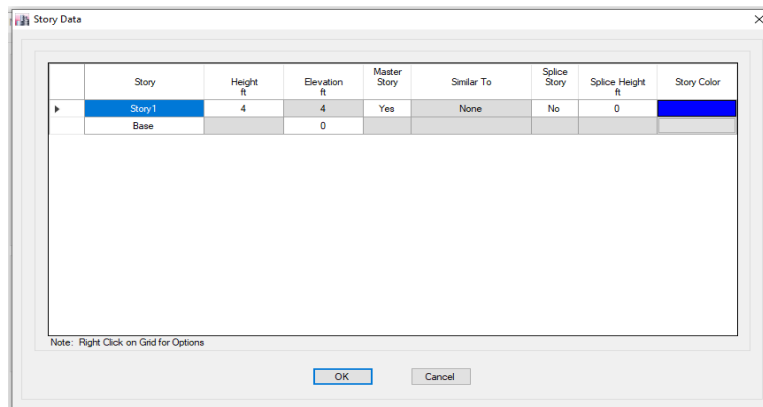 Story Data
Story Height ft Elevation ft Master Story Similar To Splice Story Splice Height ft Story Color
Story1 4 4 Yes None No 0
Base 0
Note: Right Click on Grid for Options
OK Cancel